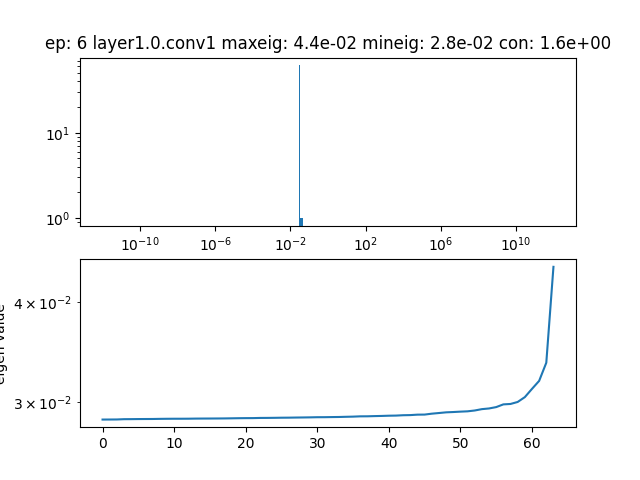 ep: 6 layer1.0.conv1 maxeig: 4.4e-02 mineig: 2.8e-02 con: 1.6e+00
10¹
10⁰
10⁻¹⁰ 10⁻⁶ 10⁻² 10² 10⁶ 10¹⁰
eigen value
4 × 10⁻²
3 × 10⁻²
0 10 20 30 40 50 60